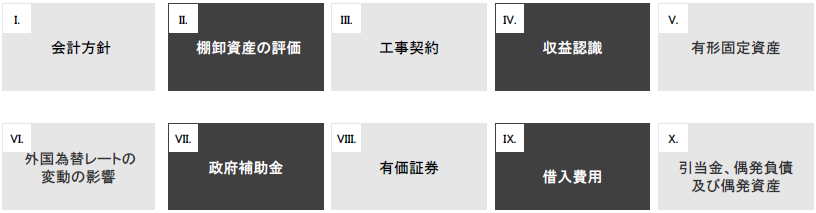 I.
会計方針
II.
棚卸資産の評価
III.
工事契約
IV.
収益認識
V.
有形固定資産
VI.
外国為替レートの
変動の影響
VII.
政府補助金
VIII.
有価証券
IX.
借入費用
X.
引当金、偶発負債
及び偶発資産